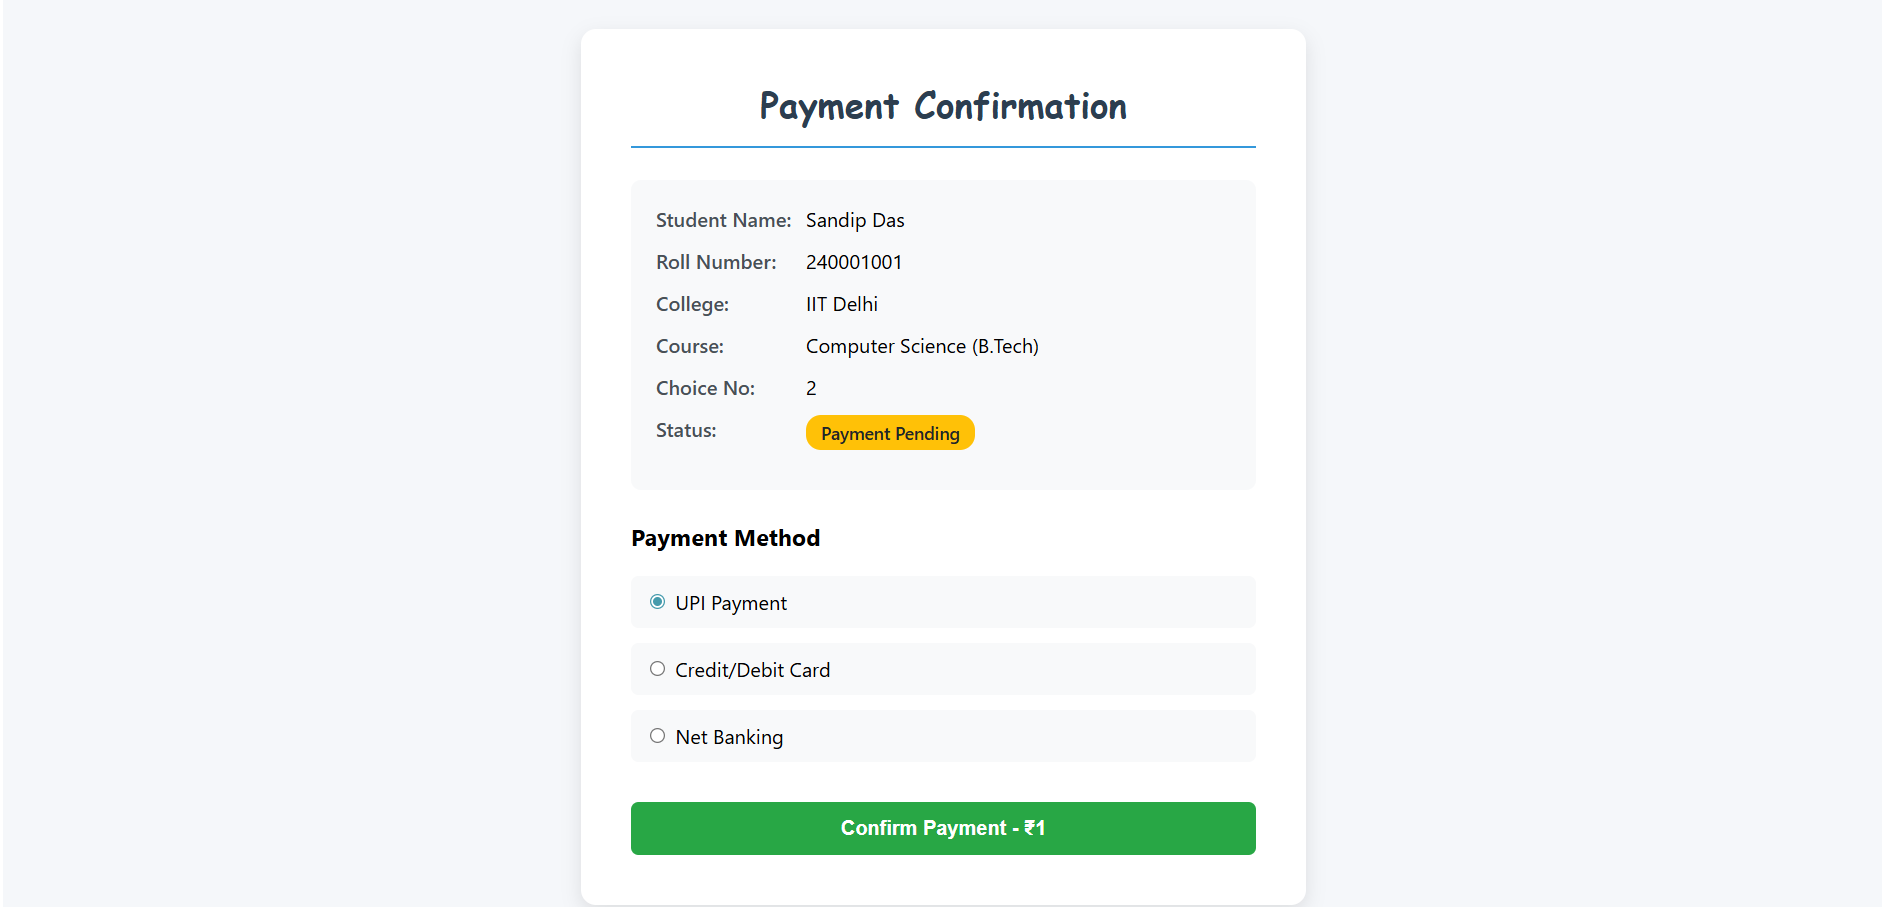 Payment Confirmation
Student Name: Sandip Das
Roll Number: 240001001
College: IIT Delhi
Course: Computer Science (B.Tech)
Choice No: 2
Status: Payment Pending
Payment Method
UPI Payment
Credit/Debit Card
Net Banking
Confirm Payment - ₹1